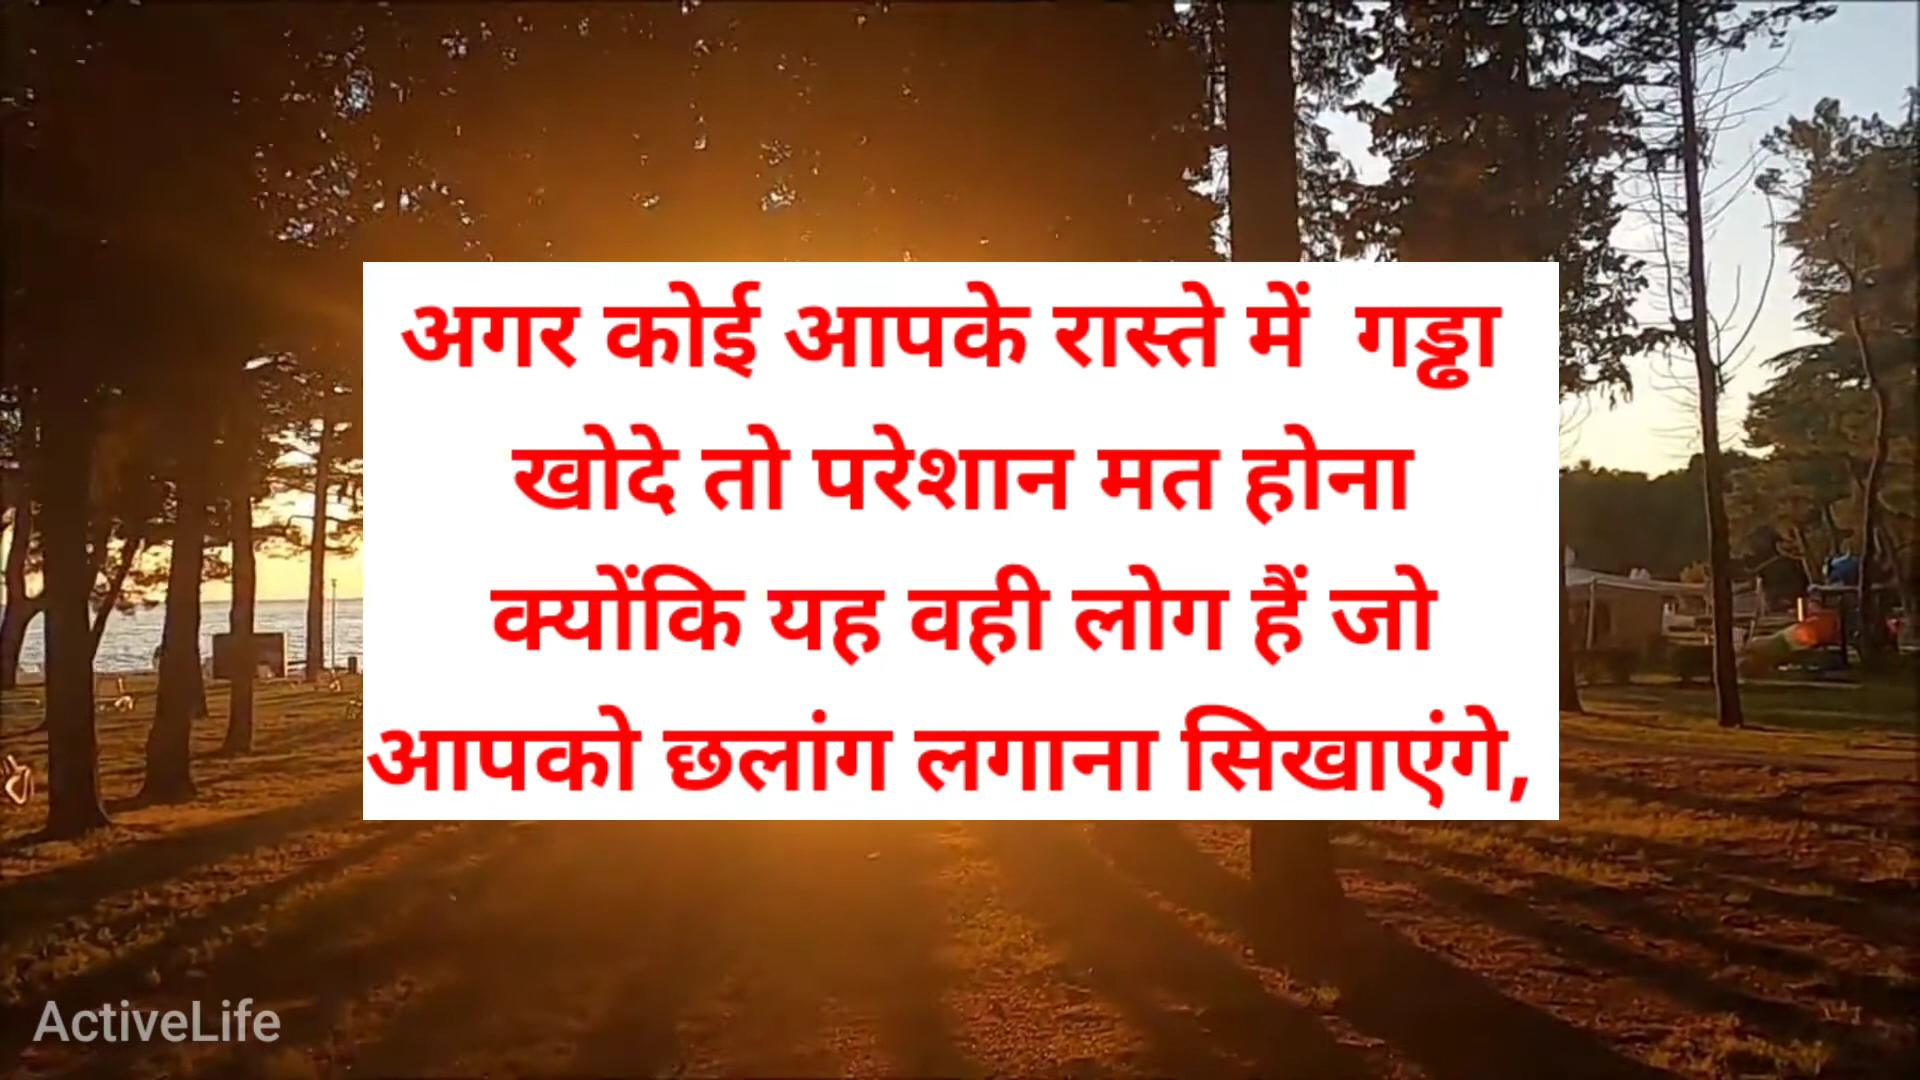 अगर कोई आपके रास्ते में गड्ढा
खोदे तो परेशान मत होना
क्योंकि यह वही लोग हैं जो
आपको छलांग लगाना सिखाएंगे,
ActiveLife